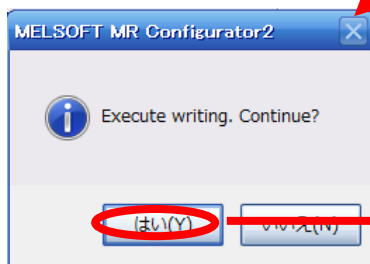 MELSOFT MR Configurator2
Execute writing. Continue?
はい(Y)
いいえ(N)